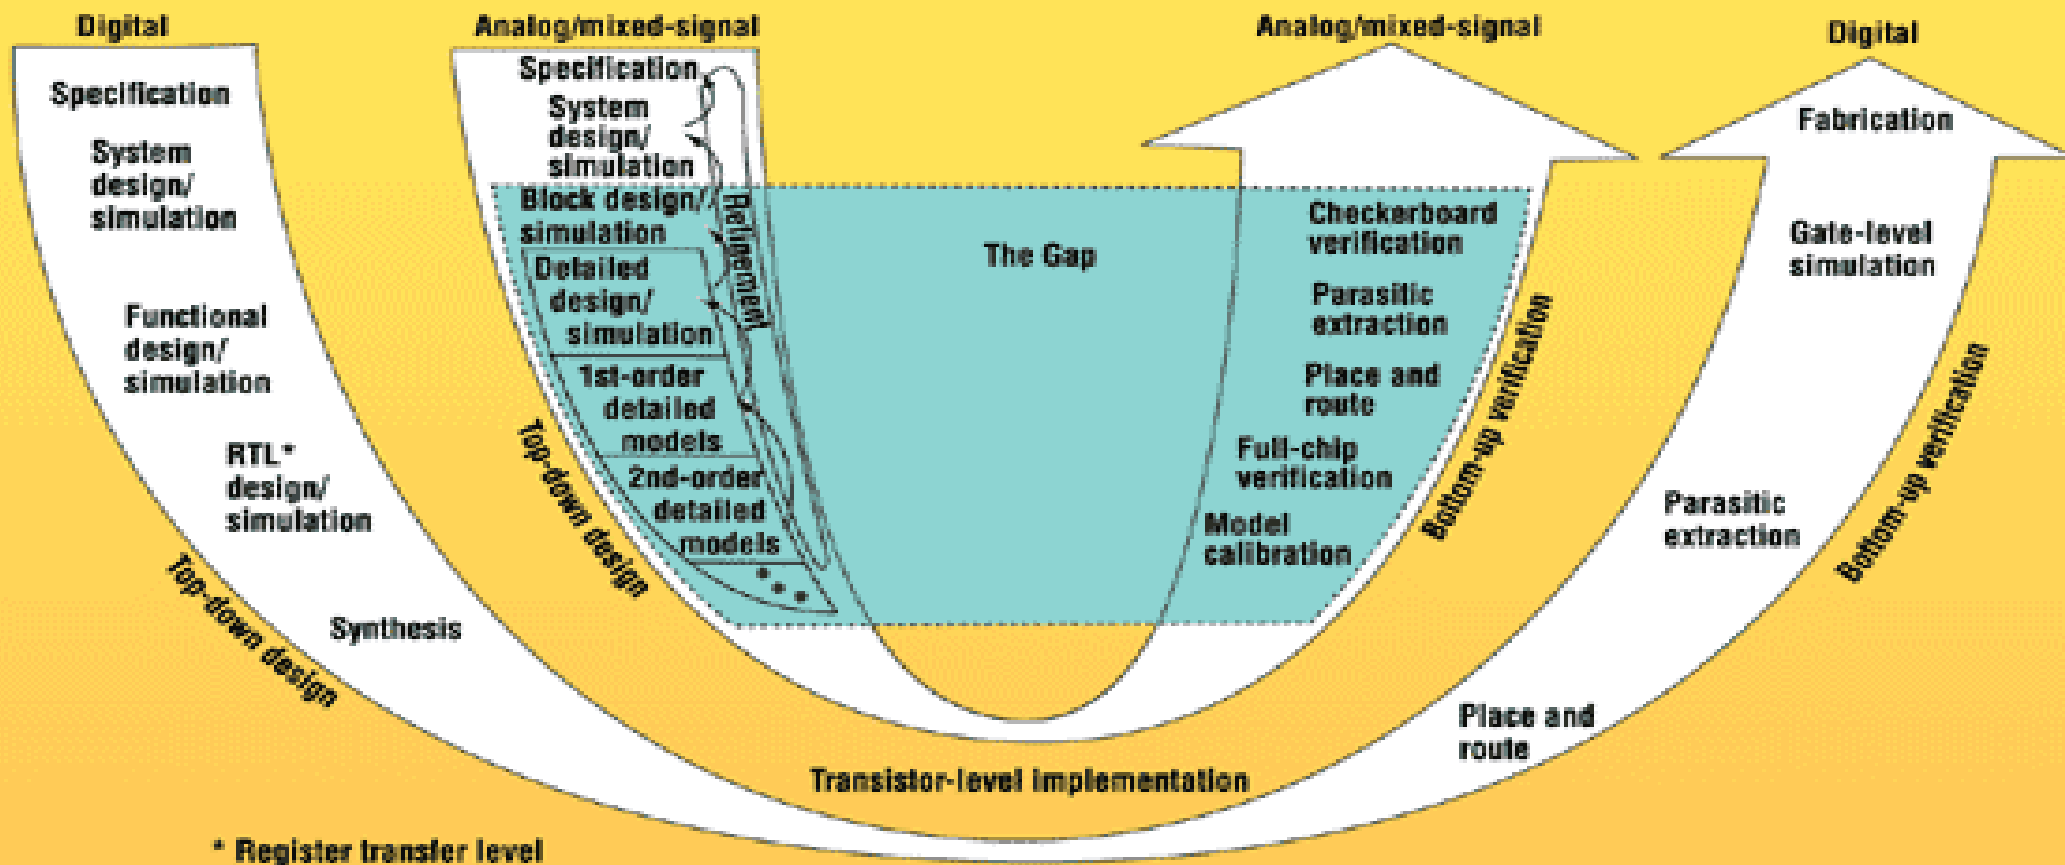 Digital
Analog/mixed-signal
Analog/mixed-signal
Digital
Specification
System
design/
simulation
Functional
design/
simulation
RTL*
design/
simulation
Synthesis
Top-down design
Specification
System
design/
simulation
Block design/
simulation
Detailed
design/
simulation
1st-order
detailed
models
2nd-order
detailed
models
Refinement
Top-down design
The Gap
Checkerboard
verification
Parasitic
extraction
Place and
route
Full-chip
verification
Model
calibration
Bottom-up verification
Fabrication
Gate-level
simulation
Parasitic
extraction
Place and
route
Bottom-up verification
Transistor-level implementation
* Register transfer level